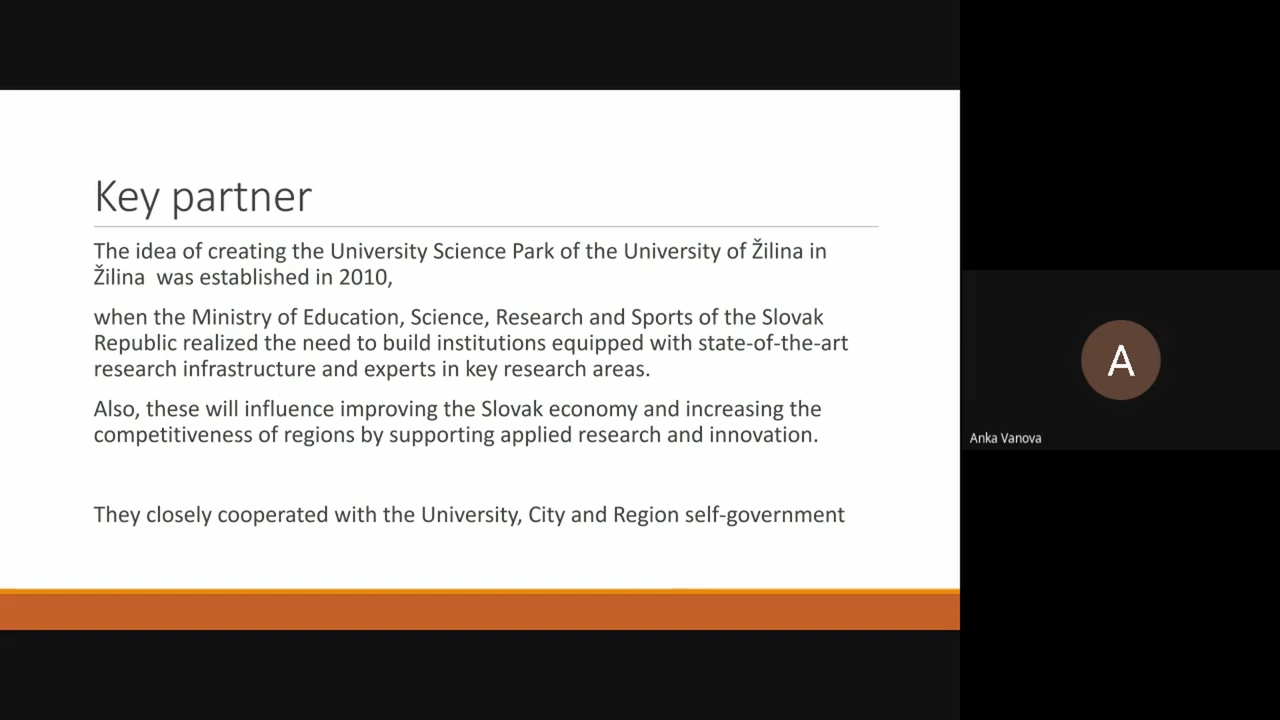 Key partner
The idea of creating the University Science Park of the University of Žilina in
Žilina  was established in 2010,
when the Ministry of Education, Science, Research and Sports of the Slovak
Republic realized the need to build institutions equipped with state-of-the-art
research infrastructure and experts in key research areas.
Also, these will influence improving the Slovak economy and increasing the
competitiveness of regions by supporting applied research and innovation.
They closely cooperated with the University, City and Region self-government
A
Anka Vanova